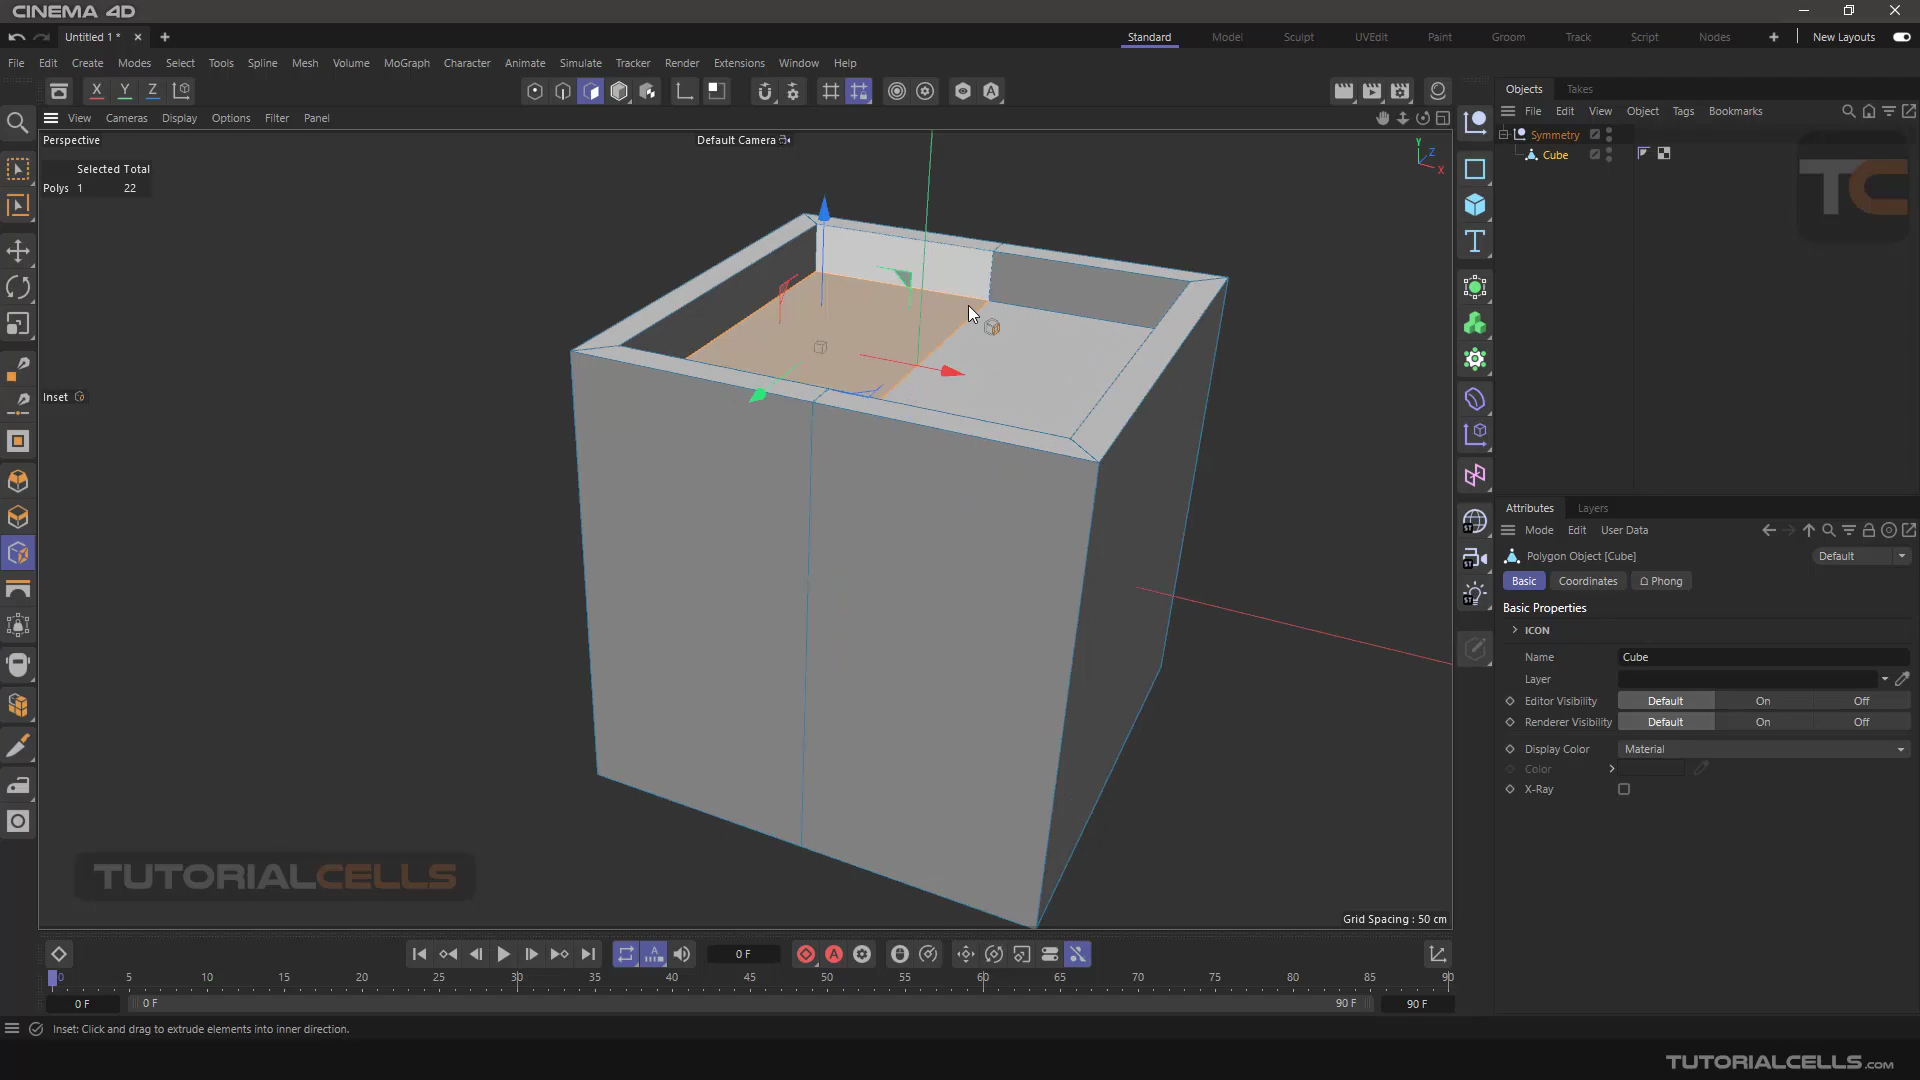 CINEMA 4D
Untitled 1 *
Standard
Model
Sculpt
UVEdit
Paint
Groom
Track
Script
Nodes
New Layouts
File Edit Create Modes Select Tools Spline Mesh Volume MoGraph Character Animate Simulate Tracker Render Extensions Window Help
X Y Z
View Cameras Display Options Filter Panel
Perspective
Default Camera
Selected Total
Polys 1 22
Inset
Y
Z
X
Objects Takes
File Edit View Object Tags Bookmarks
Symmetry
Cube
TC
Attributes Layers
Mode Edit User Data
Polygon Object [Cube]
Default
Basic Coordinates Phong
Basic Properties
ICON
Name Cube
Layer
Editor Visibility Default On Off
Renderer Visibility Default On Off
Display Color Material
Color
X-Ray
TUTORIALCELLS
Grid Spacing : 50 cm
0 F
0 5 10 15 20 25 30 35 40 45 50 55 60 65 70 75 80 85 90
0 F 0 F 90 F 90 F
Inset: Click and drag to extrude elements into inner direction.
TUTORIALCELLS.com